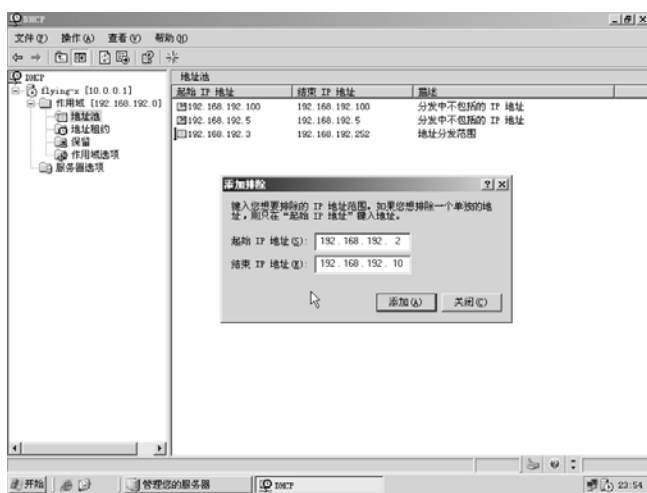 DHCP
文件(F) 操作(A) 查看(V) 帮助(H)
DHCP
flying-x [10.0.0.1]
作用域 [192.168.192.0]
地址池
地址租约
保留
作用域选项
服务器选项
地址池
起始 IP 地址 结束 IP 地址 描述
192.168.192.100 192.168.192.100 分发中不包括的 IP 地址
192.168.192.5 192.168.192.5 分发中不包括的 IP 地址
192.168.192.3 192.168.192.252 地址分发范围
添加排除
键入您想要排除的 IP 地址范围。如果您想排除一个单独的地
址，则只在“起始 IP 地址”键入地址。
起始 IP 地址(S): 192 . 168 . 192 . 2
结束 IP 地址(E): 192 . 168 . 192 . 10
添加(A) 关闭(C)
开始 管理您的服务器 DHCP 23:54